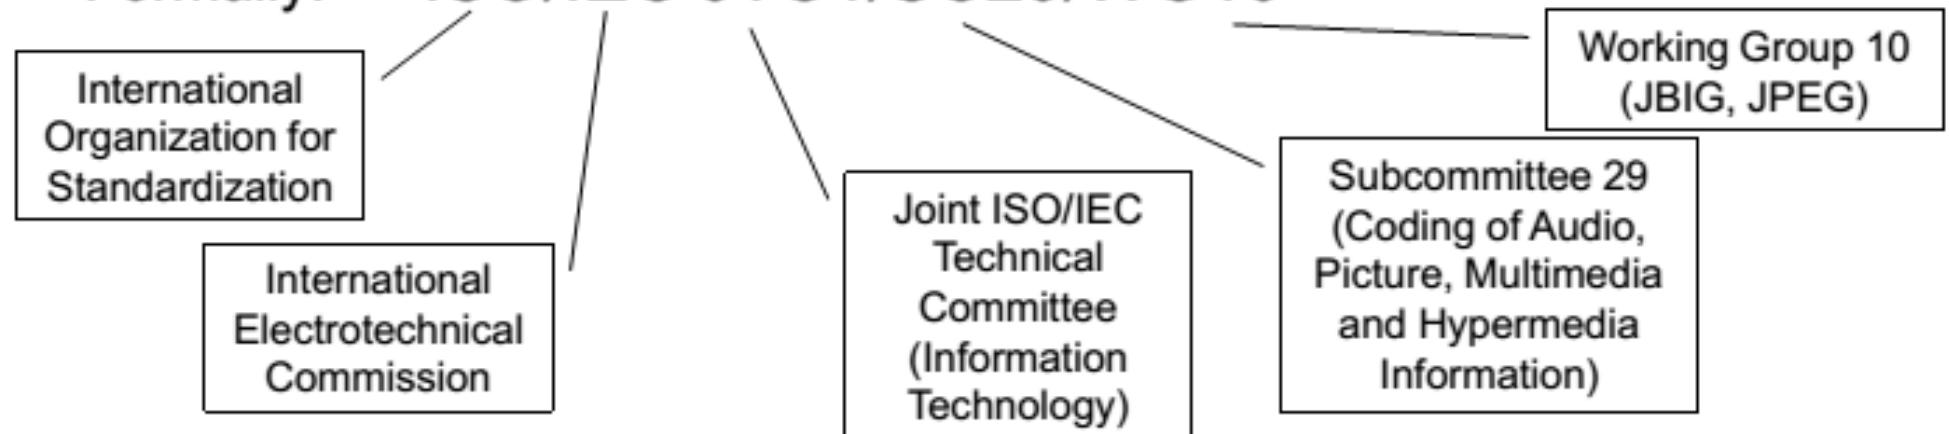 International
Organization for
Standardization
International
Electrotechnical
Commission
Joint ISO/IEC
Technical
Committee
(Information
Technology)
Subcommittee 29
(Coding of Audio,
Picture, Multimedia
and Hypermedia
Information)
Working Group 10
(JBIG, JPEG)